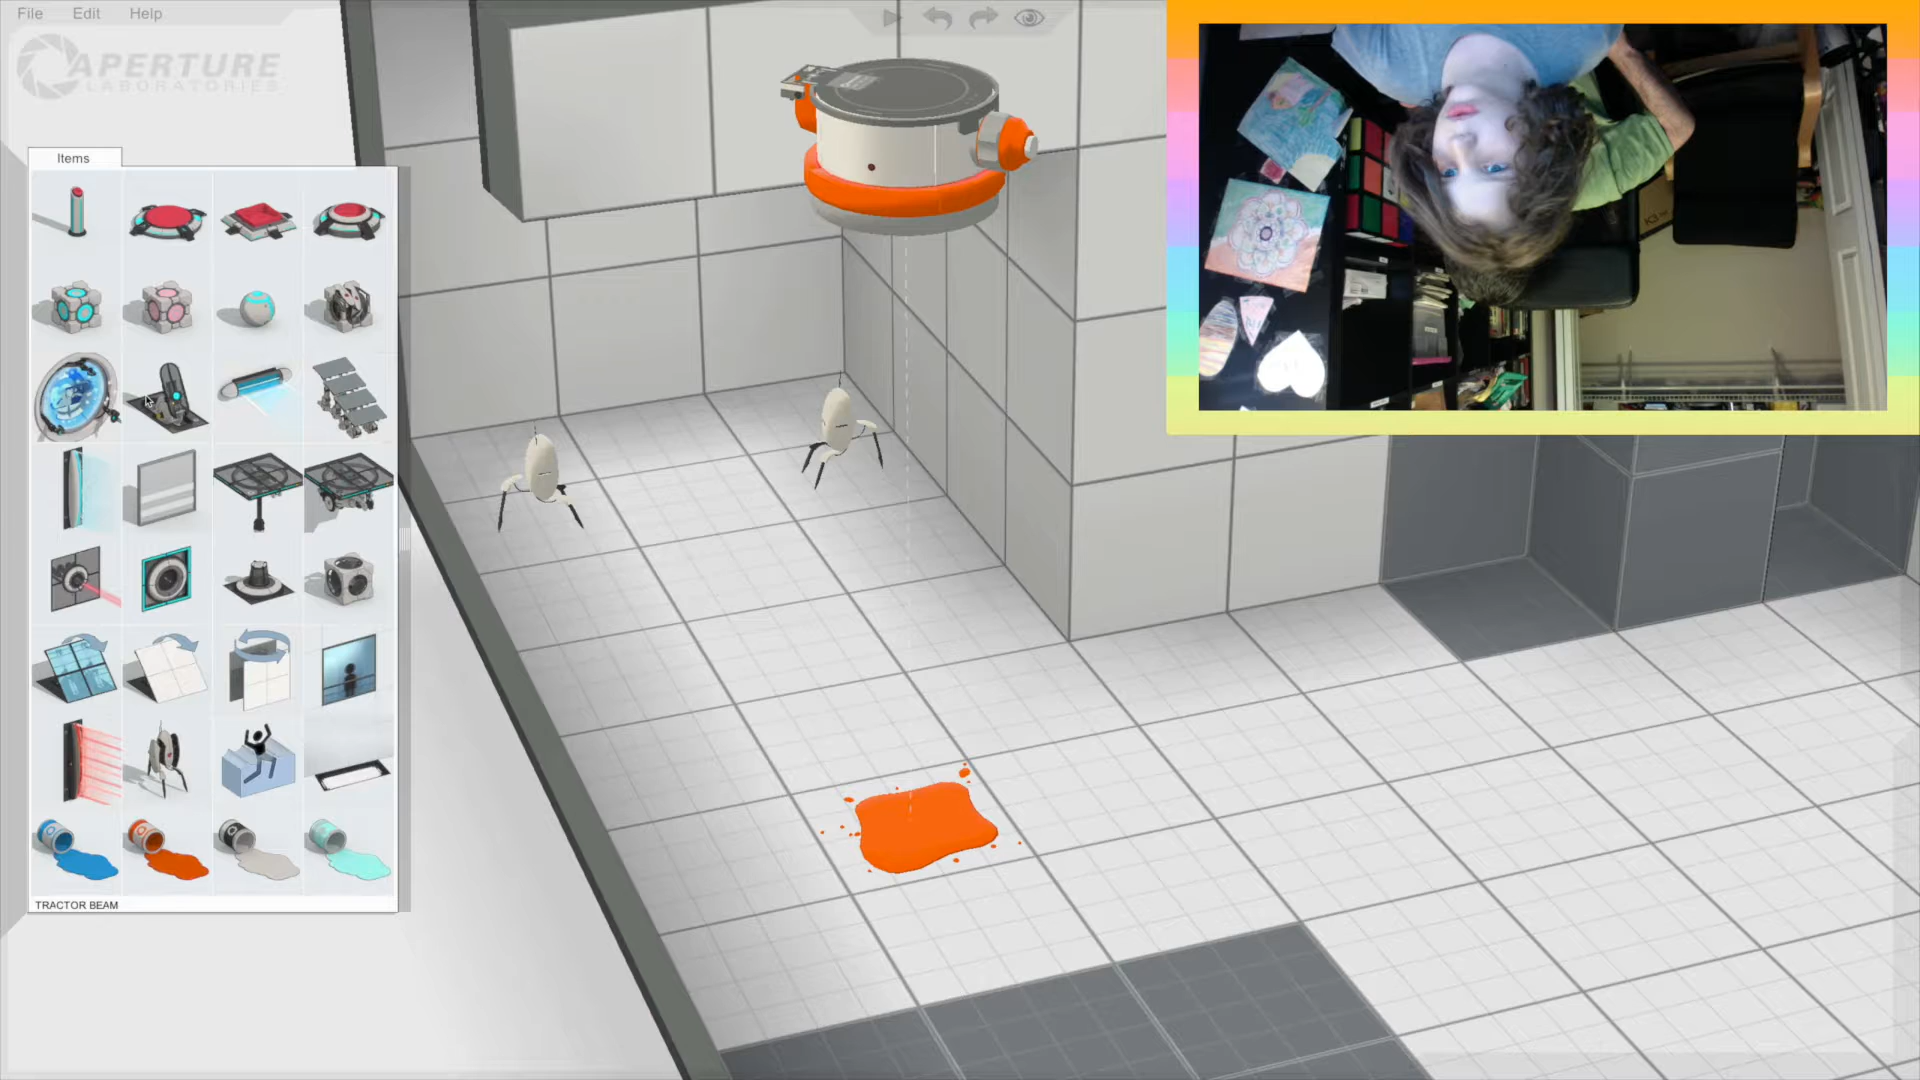 File Edit Help
APERTURE
LABORATORIES
Items
TRACTOR BEAM